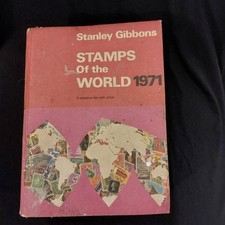 Stanley Gibbons
STAMPS
Of the
WORLD 1971